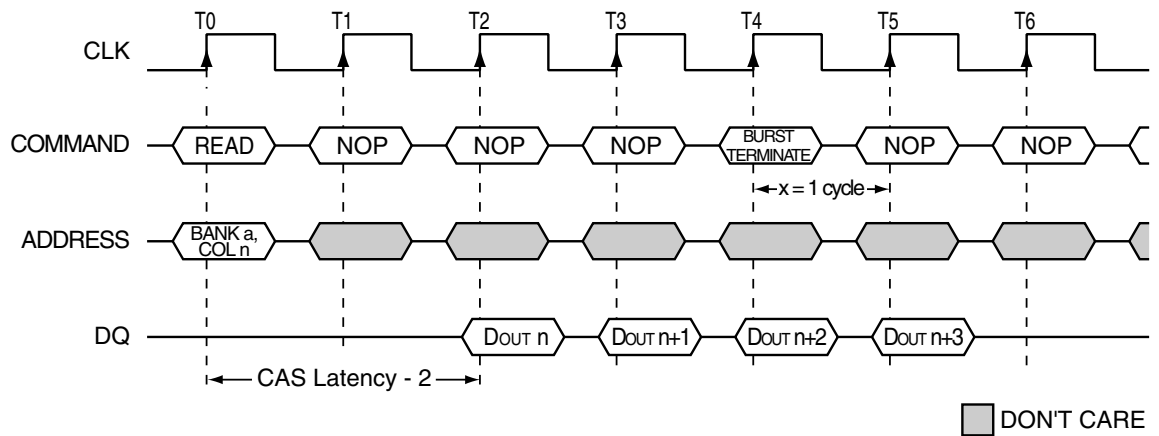 T0 T1 T2 T3 T4 T5 T6
CLK
COMMAND READ NOP NOP NOP BURST TERMINATE NOP NOP
x = 1 cycle
ADDRESS BANK a, COL n
DQ DOUT n DOUT n+1 DOUT n+2 DOUT n+3
CAS Latency - 2
DON'T CARE